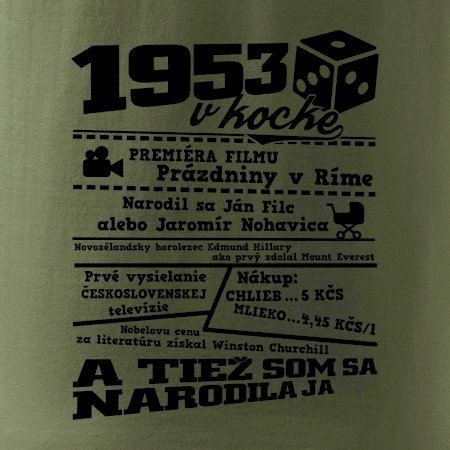 1953
v kocke
PREMIÉRA FILMU
Prázdniny v Ríme
Narodil sa Ján Filc
alebo Jaromír Nohavica
Novozélandsky horolezec Edmund Hillary
ako prvý zdolal Mount Everest
Prvé vysielanie
ČESKOSLOVENSKEJ
televízie
Nákup:
CHLIEB ... 5 KČS
MLIEKO...4,45 KČS/l
Nobelovu cenu
za literatúru získal Winston Churchill
A TIEŽ SOM SA
NARODILA JA